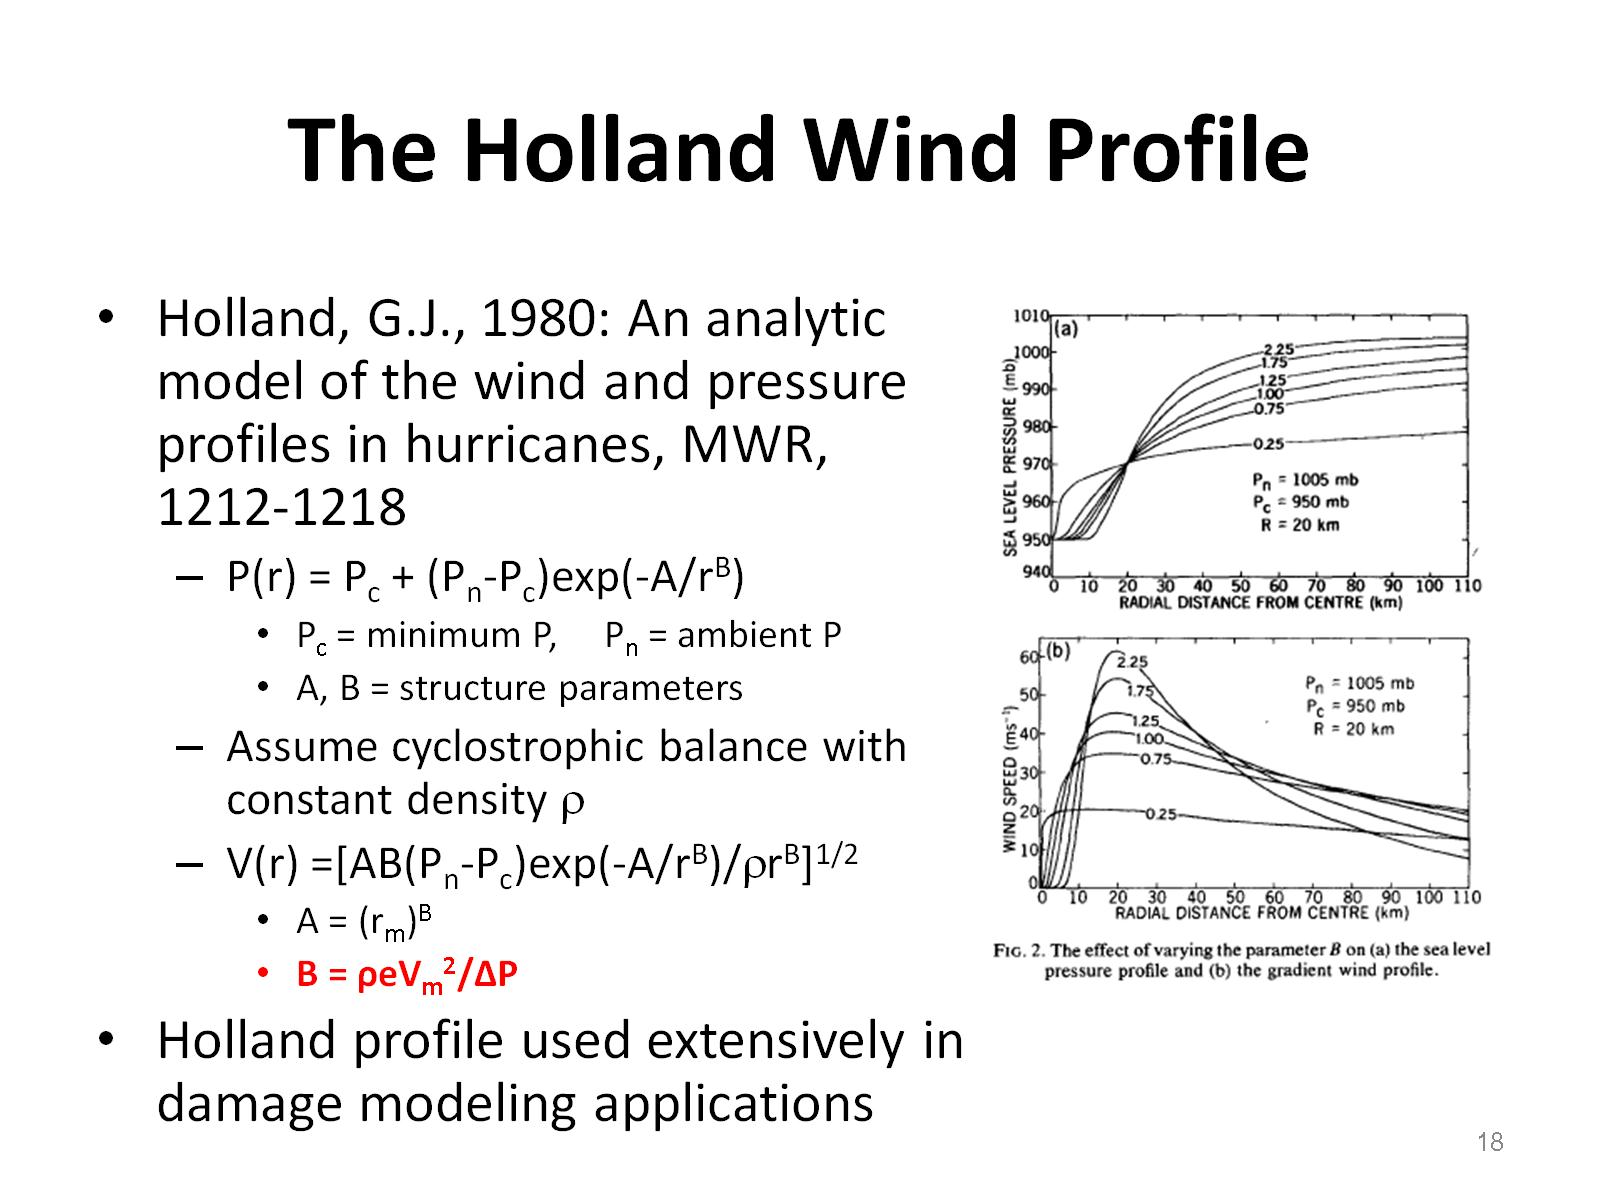 The Holland Wind Profile
• Holland, G.J., 1980: An analytic
model of the wind and pressure
profiles in hurricanes, MWR,
1212-1218
– P(r) = Pc + (Pn-Pc)exp(-A/r^B)
• Pc = minimum P, Pn = ambient P
• A, B = structure parameters
– Assume cyclostrophic balance with
constant density ρ
– V(r) =[AB(Pn-Pc)exp(-A/r^B)/ρr^B]^1/2
• A = (rm)^B
• B = ρeVm^2/ΔP
• Holland profile used extensively in
damage modeling applications
(a)
SEA LEVEL PRESSURE (mb)
1010
1000
990
980
970
960
950
940
2.25
1.75
1.25
1.00
0.75
0.25
Pn = 1005 mb
Pc = 950 mb
R = 20 km
0 10 20 30 40 50 60 70 80 90 100 110
RADIAL DISTANCE FROM CENTRE (km)
(b)
WIND SPEED (ms^-1)
60
50
40
30
20
10
0
2.25
1.75
1.25
1.00
0.75
0.25
Pn = 1005 mb
Pc = 950 mb
R = 20 km
0 10 20 30 40 50 60 70 80 90 100 110
RADIAL DISTANCE FROM CENTRE (km)
FIG. 2. The effect of varying the parameter B on (a) the sea level
pressure profile and (b) the gradient wind profile.
18